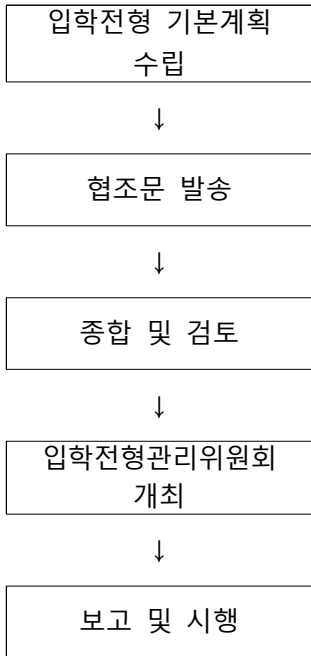 입학전형 기본계획
수립
↓
협조문 발송
↓
종합 및 검토
↓
입학전형관리위원회
개최
↓
보고 및 시행